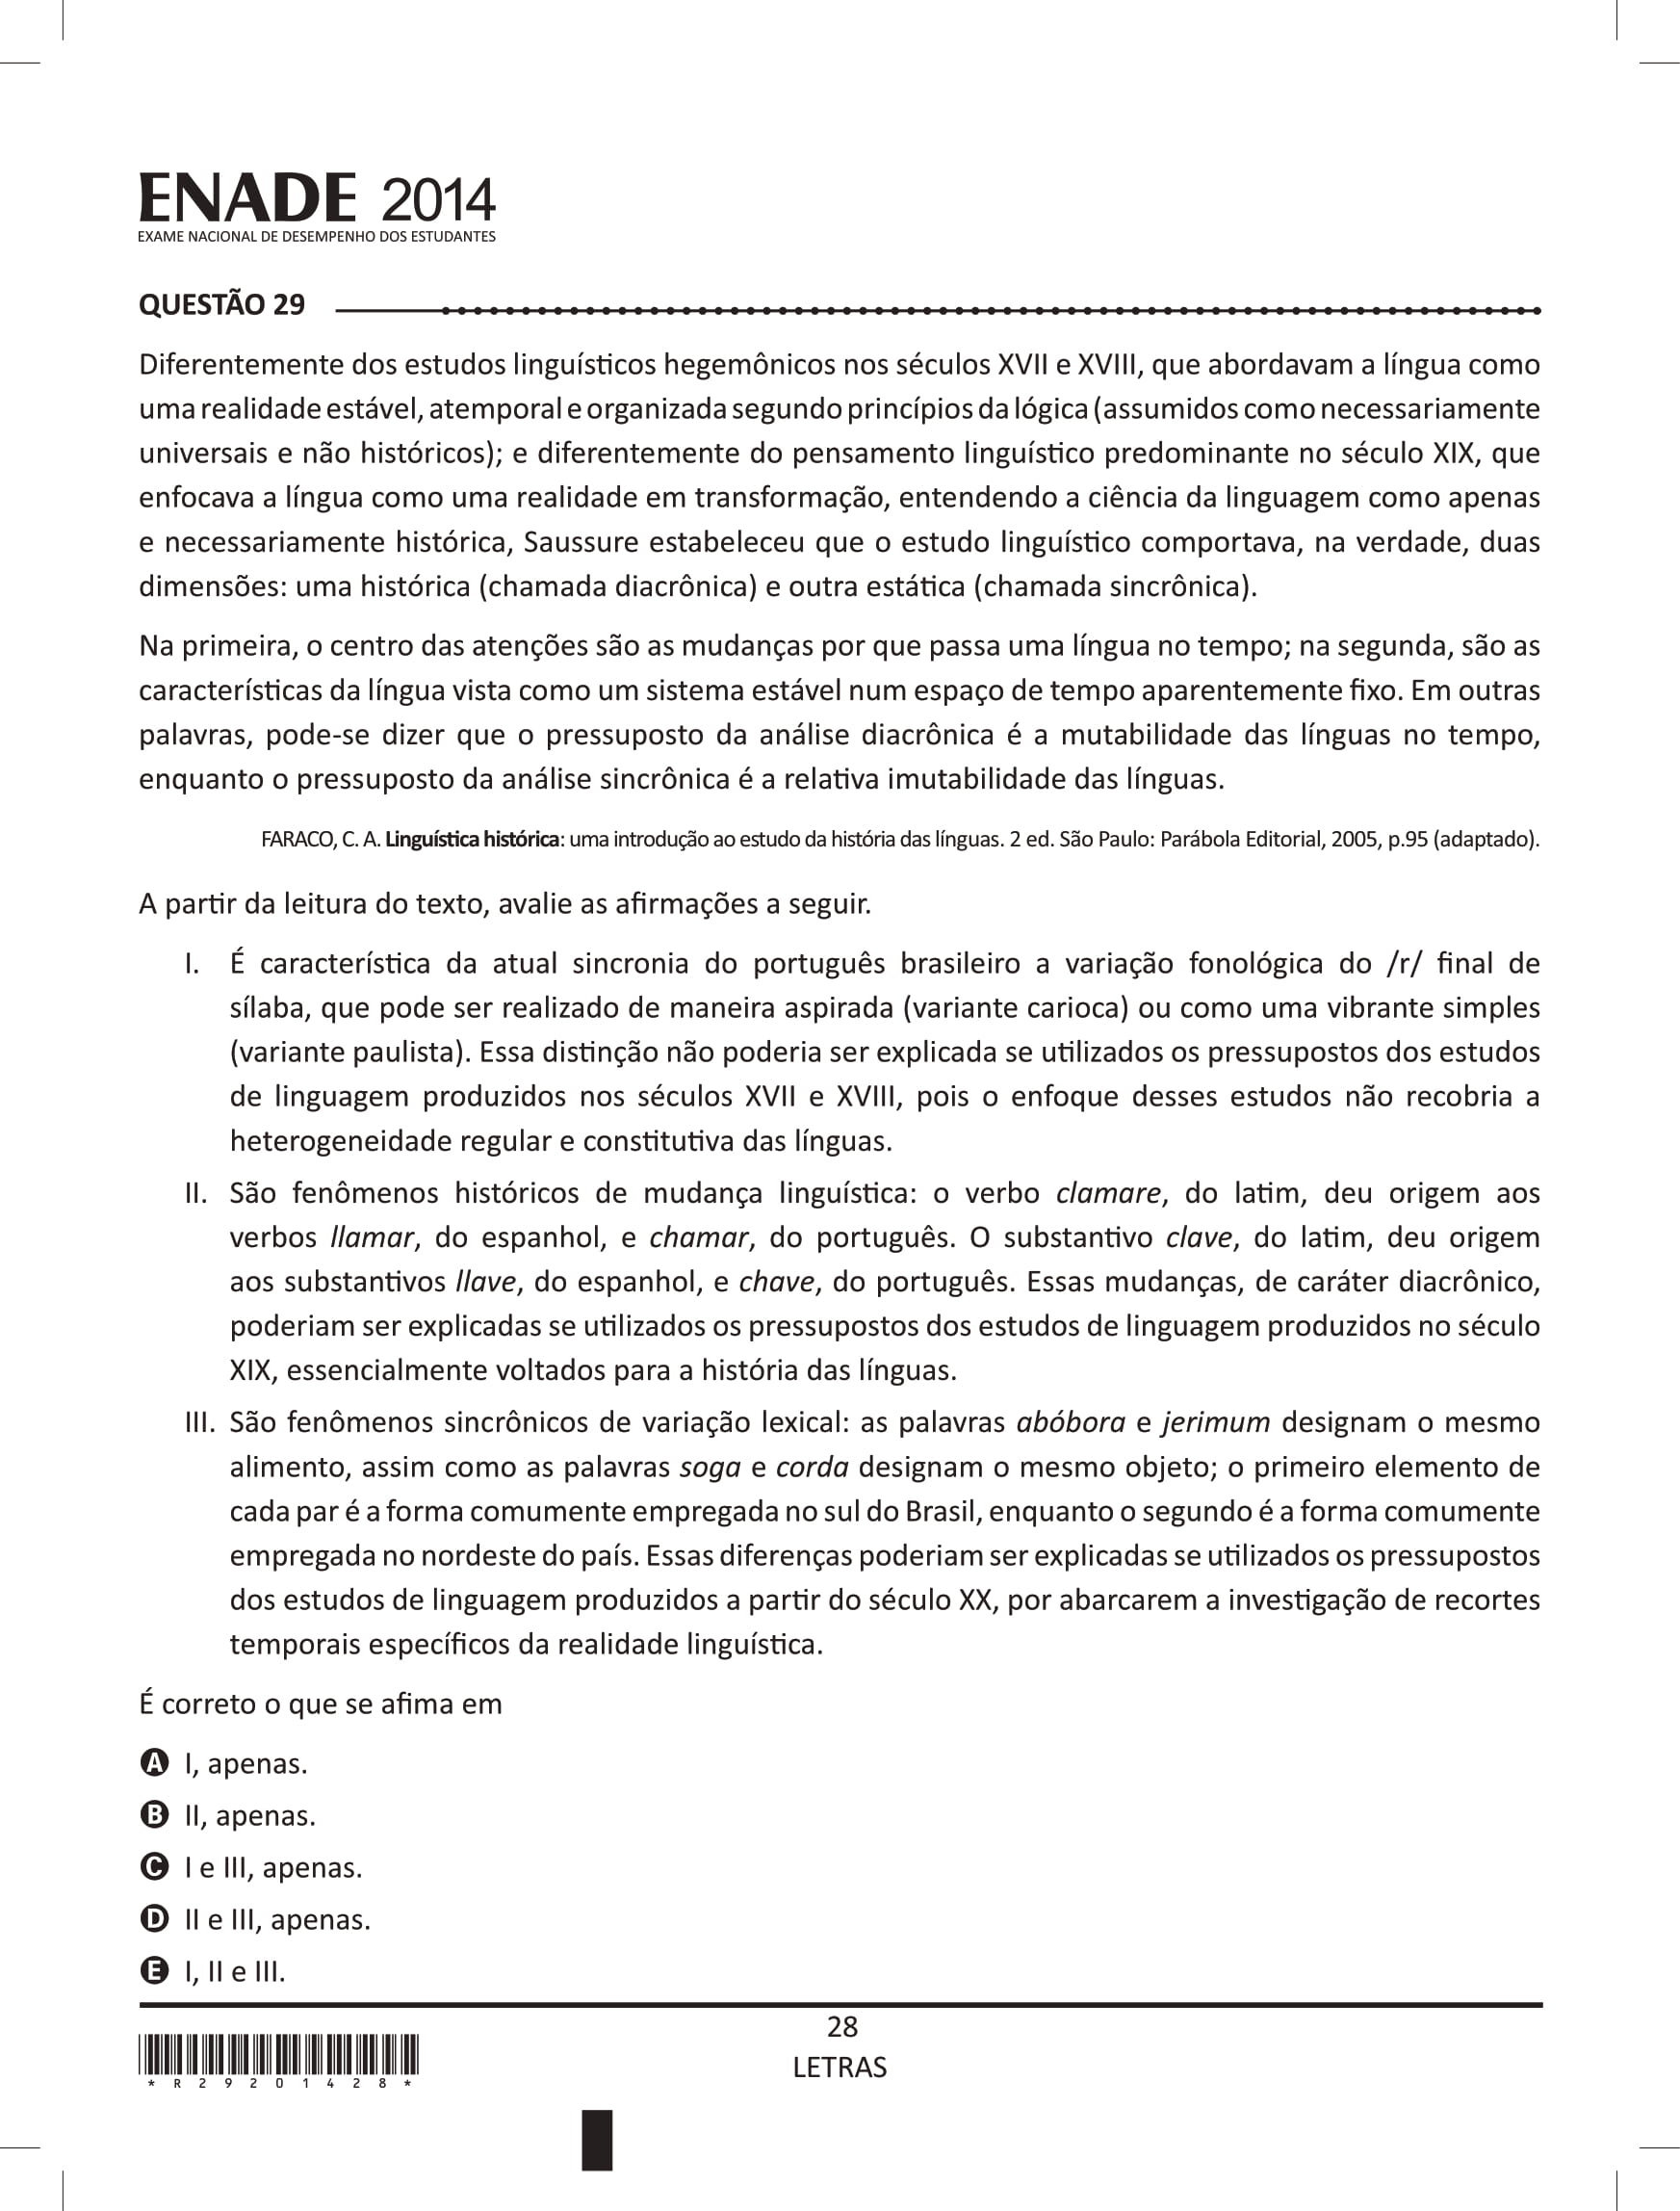 ENADE 2014
EXAME NACIONAL DE DESEMPENHO DOS ESTUDANTES
QUESTÃO 29
Diferentemente dos estudos linguísticos hegemônicos nos séculos XVII e XVIII, que abordavam a língua como
uma realidade estável, atemporal e organizada segundo princípios da lógica (assumidos como necessariamente
universais e não históricos); e diferentemente do pensamento linguístico predominante no século XIX, que
enfocava a língua como uma realidade em transformação, entendendo a ciência da linguagem como apenas
e necessariamente histórica, Saussure estabeleceu que o estudo linguístico comportava, na verdade, duas
dimensões: uma histórica (chamada diacrônica) e outra estática (chamada sincrônica).
Na primeira, o centro das atenções são as mudanças por que passa uma língua no tempo; na segunda, são as
características da língua vista como um sistema estável num espaço de tempo aparentemente fixo. Em outras
palavras, pode-se dizer que o pressuposto da análise diacrônica é a mutabilidade das línguas no tempo,
enquanto o pressuposto da análise sincrônica é a relativa imutabilidade das línguas.
FARACO, C. A. Linguística histórica: uma introdução ao estudo da história das línguas. 2 ed. São Paulo: Parábola Editorial, 2005, p.95 (adaptado).
A partir da leitura do texto, avalie as afirmações a seguir.
I. É característica da atual sincronia do português brasileiro a variação fonológica do /r/ final de
sílaba, que pode ser realizado de maneira aspirada (variante carioca) ou como uma vibrante simples
(variante paulista). Essa distinção não poderia ser explicada se utilizados os pressupostos dos estudos
de linguagem produzidos nos séculos XVII e XVIII, pois o enfoque desses estudos não recobria a
heterogeneidade regular e constitutiva das línguas.
II. São fenômenos históricos de mudança linguística: o verbo clamare, do latim, deu origem aos
verbos llamar, do espanhol, e chamar, do português. O substantivo clave, do latim, deu origem
aos substantivos llave, do espanhol, e chave, do português. Essas mudanças, de caráter diacrônico,
poderiam ser explicadas se utilizados os pressupostos dos estudos de linguagem produzidos no século
XIX, essencialmente voltados para a história das línguas.
III. São fenômenos sincrônicos de variação lexical: as palavras abóbora e jerimum designam o mesmo
alimento, assim como as palavras soga e corda designam o mesmo objeto; o primeiro elemento de
cada par é a forma comumente empregada no sul do Brasil, enquanto o segundo é a forma comumente
empregada no nordeste do país. Essas diferenças poderiam ser explicadas se utilizados os pressupostos
dos estudos de linguagem produzidos a partir do século XX, por abarcarem a investigação de recortes
temporais específicos da realidade linguística.
É correto o que se afima em
A I, apenas.
B II, apenas.
C I e III, apenas.
D II e III, apenas.
E I, II e III.
28
LETRAS
* R 2 9 2 0 1 4 2 8 *